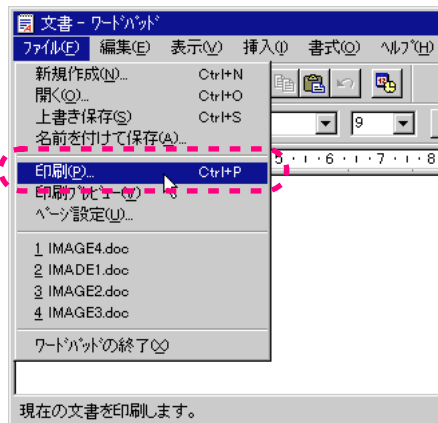 文書 - ﾜｰﾄﾞﾊﾟｯﾄﾞ
ﾌｧｲﾙ(F) 編集(E) 表示(V) 挿入(I) 書式(O) ﾍﾙﾌﾟ(H)
新規作成(N)... Ctrl+N
開く(O)... Ctrl+O
上書き保存(S) Ctrl+S
名前を付けて保存(A)...
9
印刷(P)... Ctrl+P
5 6 7 8
印刷ﾌﾟﾚﾋﾞｭｰ(V)
ﾍﾟｰｼﾞ設定(U)...
1 IMAGE4.doc
2 IMADE1.doc
3 IMAGE2.doc
4 IMAGE3.doc
ﾜｰﾄﾞﾊﾟｯﾄﾞの終了(X)
現在の文書を印刷します。